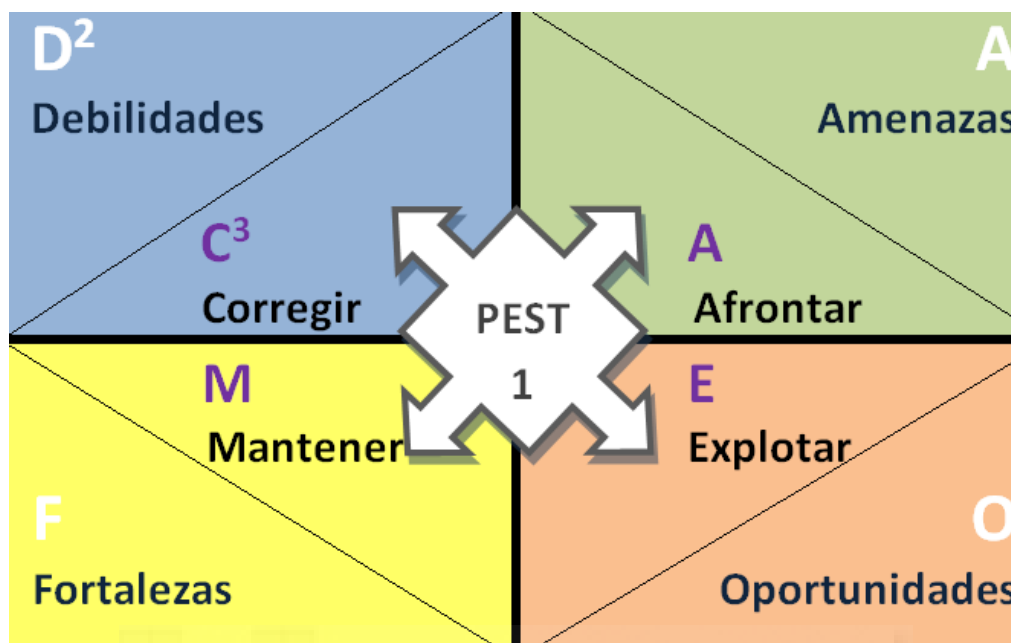 D²
Debilidades
C³
Corregir
A
Amenazas
A
Afrontar
PEST
1
M
Mantener
F
Fortalezas
E
Explotar
O
Oportunidades